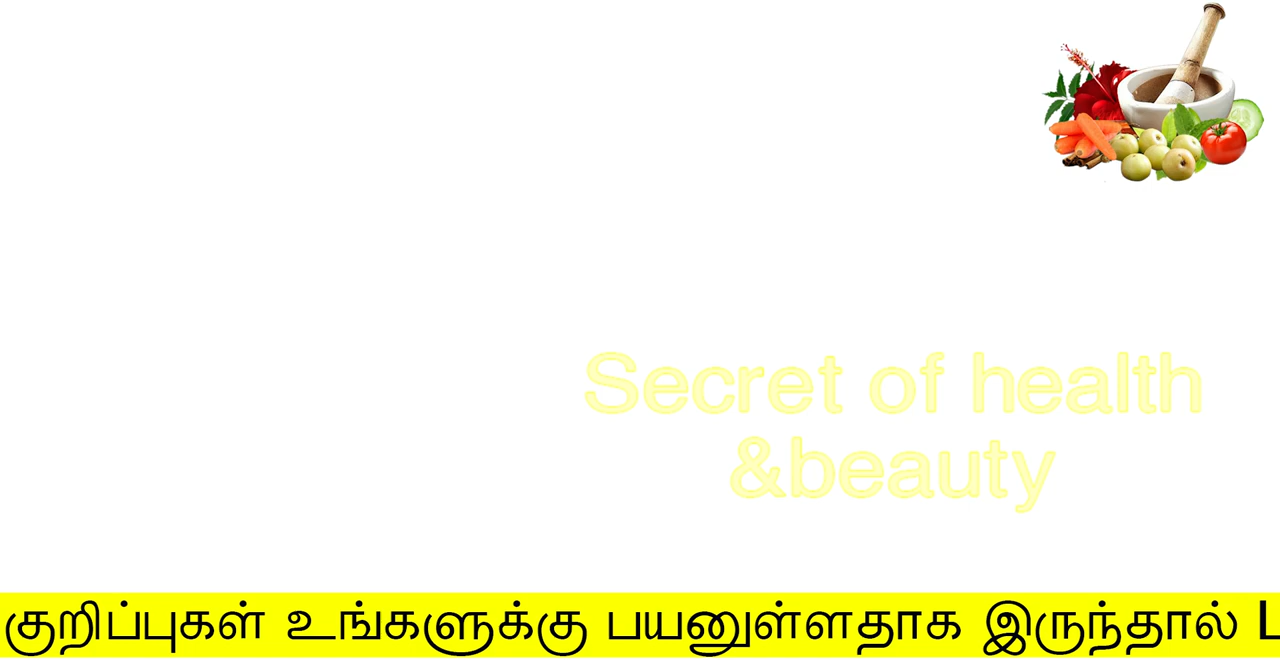 Secret of health
&beauty
குறிப்புகள் உங்களுக்கு பயனுள்ளதாக இருந்தால் L